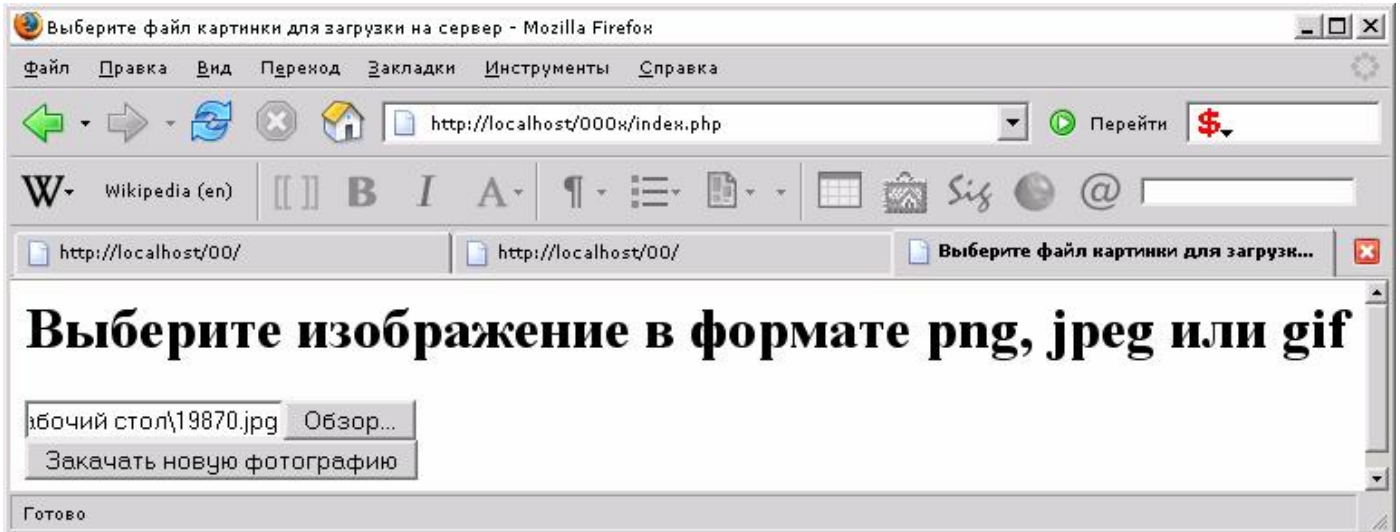 Выберите файл картинки для загрузки на сервер - Mozilla Firefox
Файл Правка Вид Переход Закладки Инструменты Справка
http://localhost/000x/index.php Перейти $
W Wikipedia (en) [[ ]] B I A ¶ Sig @
http://localhost/00/ http://localhost/00/ Выберите файл картинки для загрузк...
Выберите изображение в формате png, jpeg или gif
абочий стол\19870.jpg Обзор...
Закачать новую фотографию
Готово